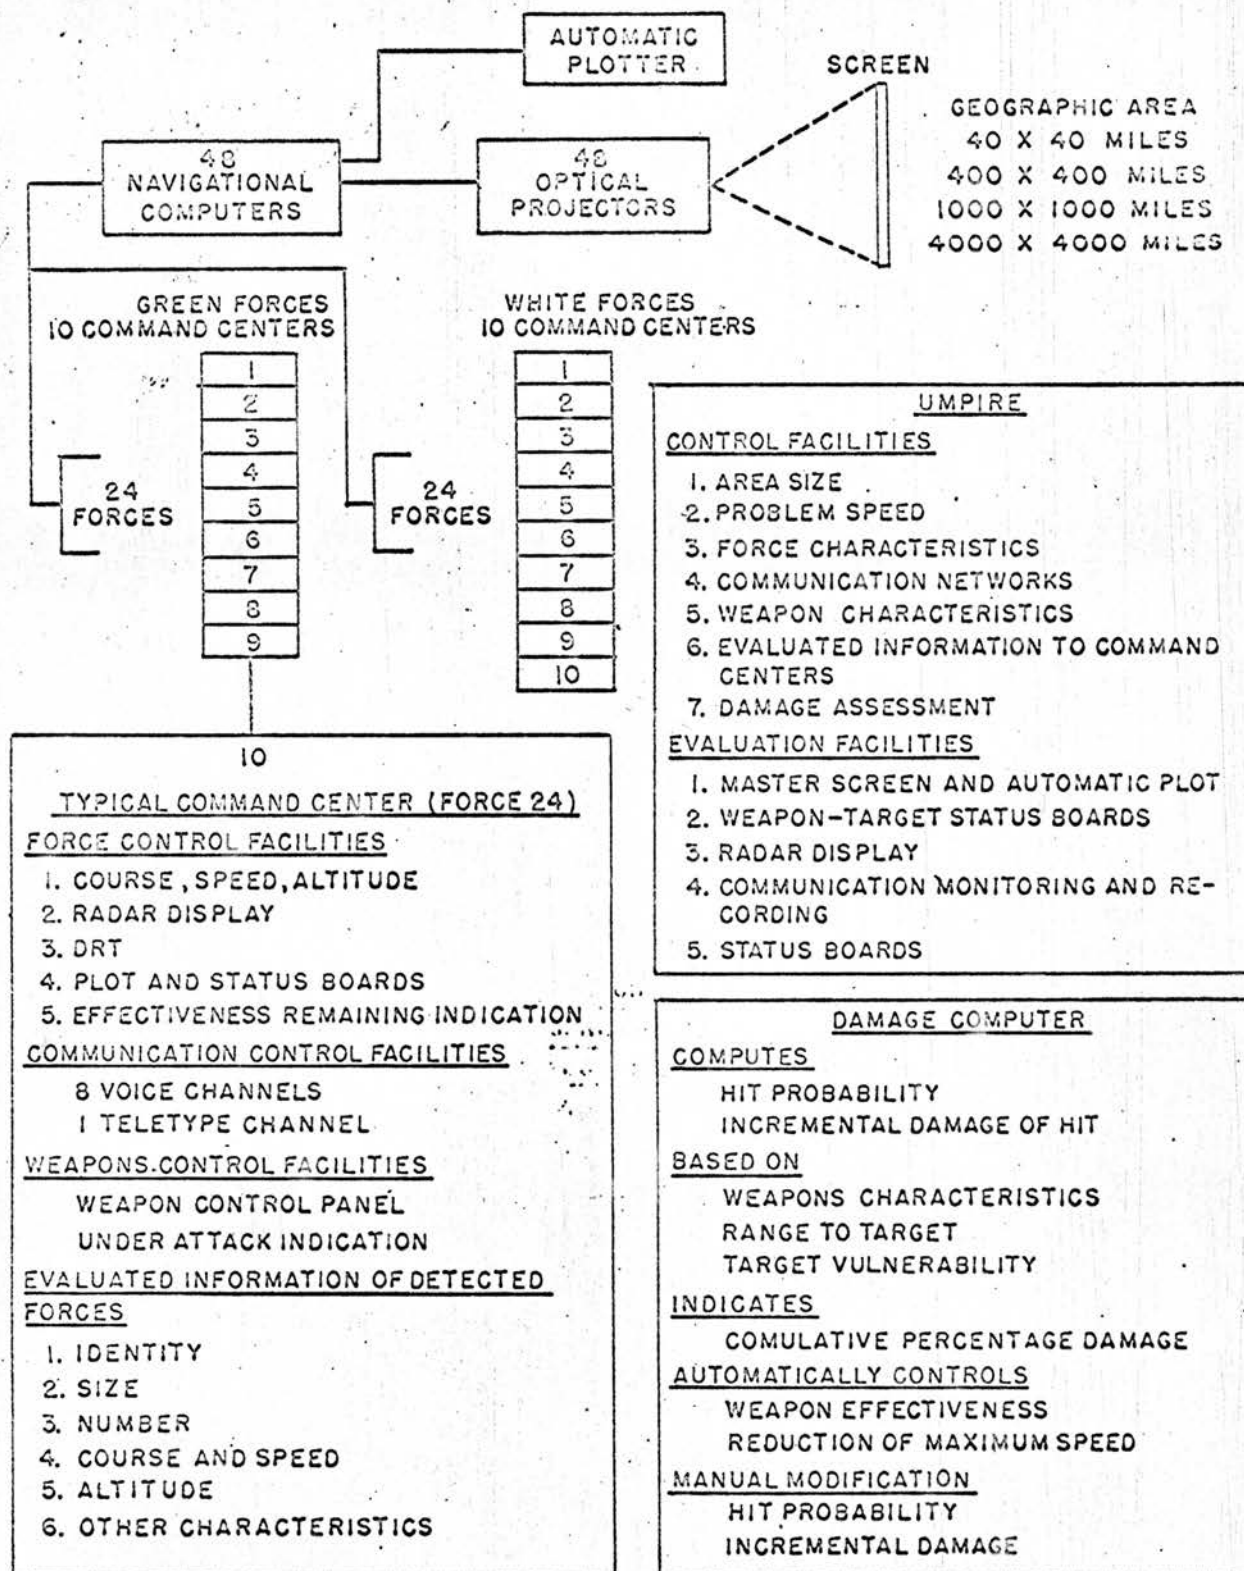 AUTOMATIC
PLOTTER
SCREEN
GEOGRAPHIC AREA
40 X 40 MILES
400 X 400 MILES
1000 X 1000 MILES
4000 X 4000 MILES
48
NAVIGATIONAL
COMPUTERS
48
OPTICAL
PROJECTORS
GREEN FORCES
10 COMMAND CENTERS
1
2
3
4
5
6
7
8
9
24
FORCES
WHITE FORCES
10 COMMAND CENTERS
1
2
3
4
5
6
7
8
9
10
24
FORCES
10
TYPICAL COMMAND CENTER (FORCE 24)
FORCE CONTROL FACILITIES
1. COURSE, SPEED, ALTITUDE
2. RADAR DISPLAY
3. DRT
4. PLOT AND STATUS BOARDS
5. EFFECTIVENESS REMAINING INDICATION
COMMUNICATION CONTROL FACILITIES
8 VOICE CHANNELS
1 TELETYPE CHANNEL
WEAPONS CONTROL FACILITIES
WEAPON CONTROL PANEL
UNDER ATTACK INDICATION
EVALUATED INFORMATION OF DETECTED
FORCES
1. IDENTITY
2. SIZE
3. NUMBER
4. COURSE AND SPEED
5. ALTITUDE
6. OTHER CHARACTERISTICS
UMPIRE
CONTROL FACILITIES
1. AREA SIZE
2. PROBLEM SPEED
3. FORCE CHARACTERISTICS
4. COMMUNICATION NETWORKS
5. WEAPON CHARACTERISTICS
6. EVALUATED INFORMATION TO COMMAND
CENTERS
7. DAMAGE ASSESSMENT
EVALUATION FACILITIES
1. MASTER SCREEN AND AUTOMATIC PLOT
2. WEAPON-TARGET STATUS BOARDS
3. RADAR DISPLAY
4. COMMUNICATION MONITORING AND RE-
CORDING
5. STATUS BOARDS
DAMAGE COMPUTER
COMPUTES
HIT PROBABILITY
INCREMENTAL DAMAGE OF HIT
BASED ON
WEAPONS CHARACTERISTICS
RANGE TO TARGET
TARGET VULNERABILITY
INDICATES
COMULATIVE PERCENTAGE DAMAGE
AUTOMATICALLY CONTROLS
WEAPON EFFECTIVENESS
REDUCTION OF MAXIMUM SPEED
MANUAL MODIFICATION
HIT PROBABILITY
INCREMENTAL DAMAGE